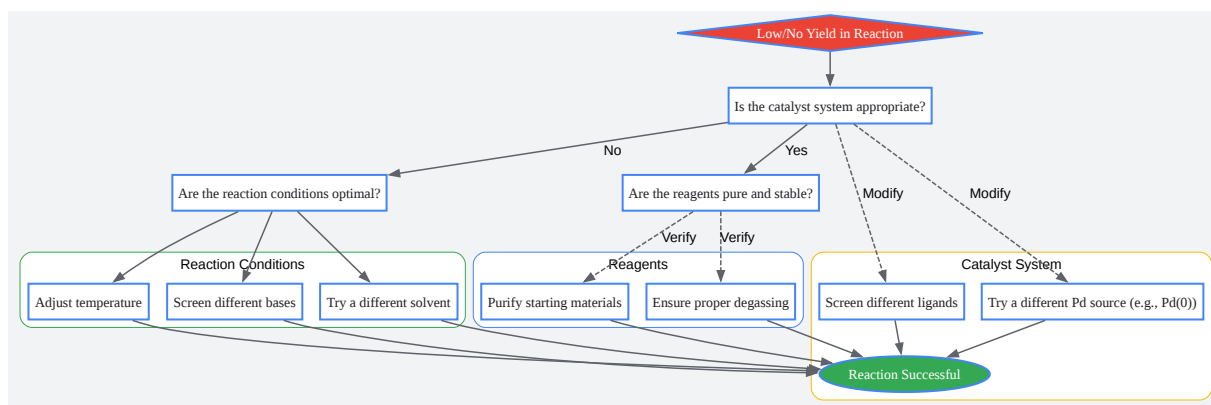 Low/No Yield in Reaction
Is the catalyst system appropriate?
No
Yes
Are the reaction conditions optimal?
Are the reagents pure and stable?
Modify
Modify
Verify
Verify
Reaction Conditions
Reagents
Catalyst System
Adjust temperature
Screen different bases
Try a different solvent
Purify starting materials
Ensure proper degassing
Screen different ligands
Try a different Pd source (e.g., Pd(0))
Reaction Successful